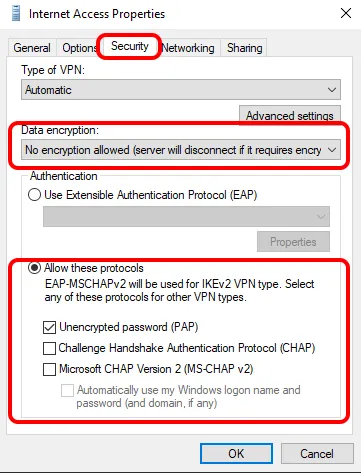 Internet Access Properties
General Options Security Networking Sharing
Type of VPN:
Automatic
Advanced settings
Data encryption:
No encryption allowed (server will disconnect if it requires encry
Authentication
Use Extensible Authentication Protocol (EAP)
Properties
Allow these protocols
EAP-MSCHAPv2 will be used for IKEv2 VPN type. Select
any of these protocols for other VPN types.
Unencrypted password (PAP)
Challenge Handshake Authentication Protocol (CHAP)
Microsoft CHAP Version 2 (MS-CHAP v2)
Automatically use my Windows logon name and
password (and domain, if any)
OK Cancel